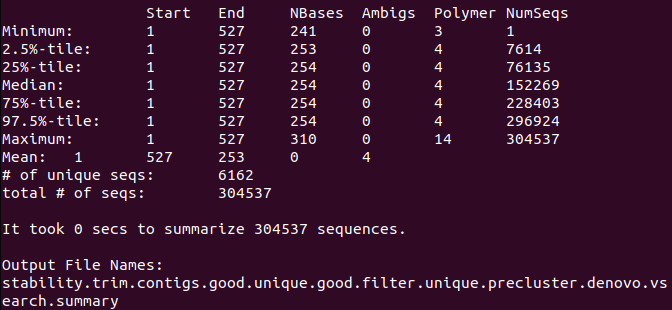 Start End NBases Ambigs Polymer NumSeqs
Minimum: 1 527 241 0 3 1
2.5%-tile: 1 527 253 0 4 7614
25%-tile: 1 527 254 0 4 76135
Median: 1 527 254 0 4 152269
75%-tile: 1 527 254 0 4 228403
97.5%-tile: 1 527 254 0 4 296924
Maximum: 1 527 310 0 14 304537
Mean: 1 527 253 0 4
# of unique seqs: 6162
total # of seqs: 304537
It took 0 secs to summarize 304537 sequences.
Output File Names:
stability.trim.contigs.good.unique.good.filter.unique.precluster.denovo.vs
earch.summary